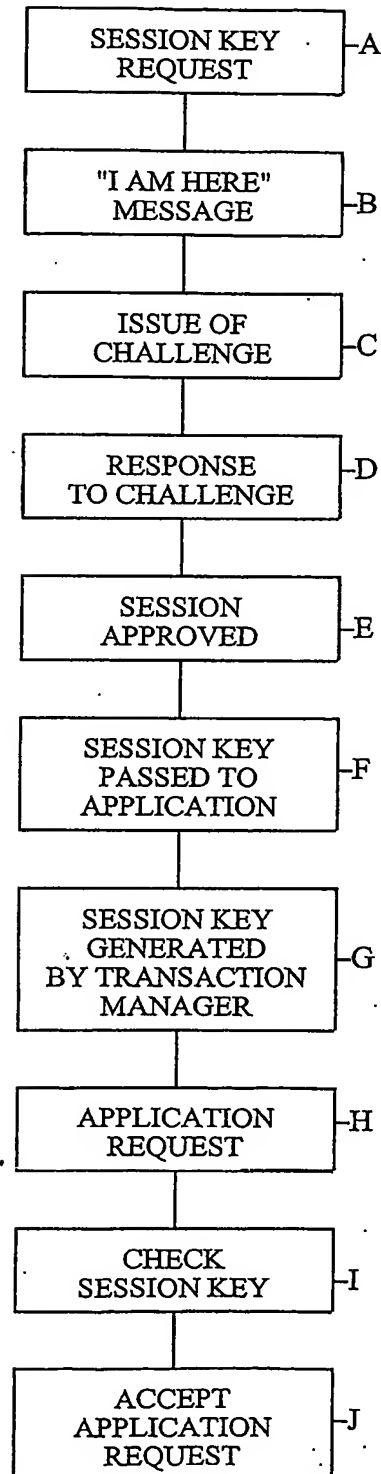 SESSION KEY
REQUEST
A
"I AM HERE"
MESSAGE
B
ISSUE OF
CHALLENGE
C
RESPONSE
TO CHALLENGE
D
SESSION
APPROVED
E
SESSION KEY
PASSED TO
APPLICATION
F
SESSION KEY
GENERATED
BY TRANSACTION
MANAGER
G
APPLICATION
REQUEST
H
CHECK
SESSION KEY
I
ACCEPT
APPLICATION
REQUEST
J